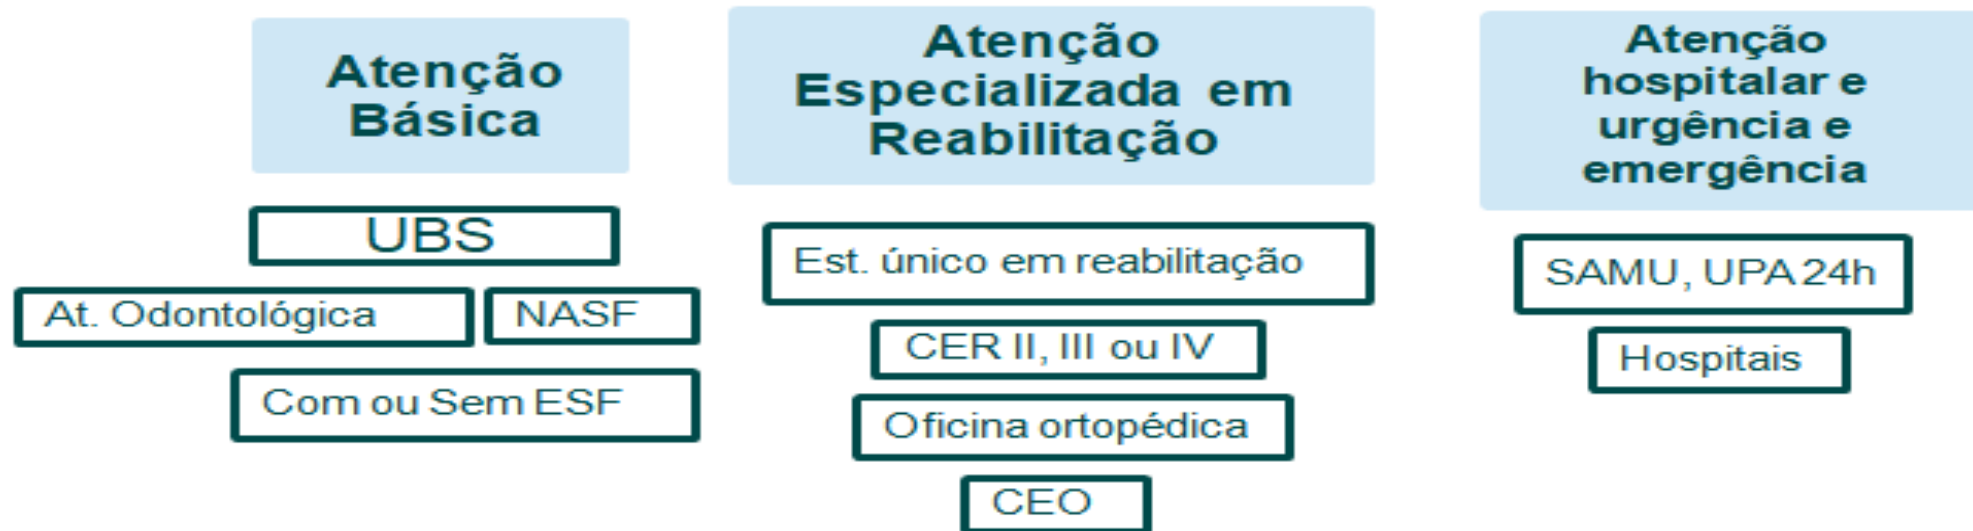 Atenção
Básica
UBS
At. Odontológica
NASF
Com ou Sem ESF
Atenção
Especializada em
Reabilitação
Est. único em reabilitação
CER II, III ou IV
Oficina ortopédica
CEO
Atenção
hospitalar e
urgência e
emergência
SAMU, UPA 24h
Hospitais